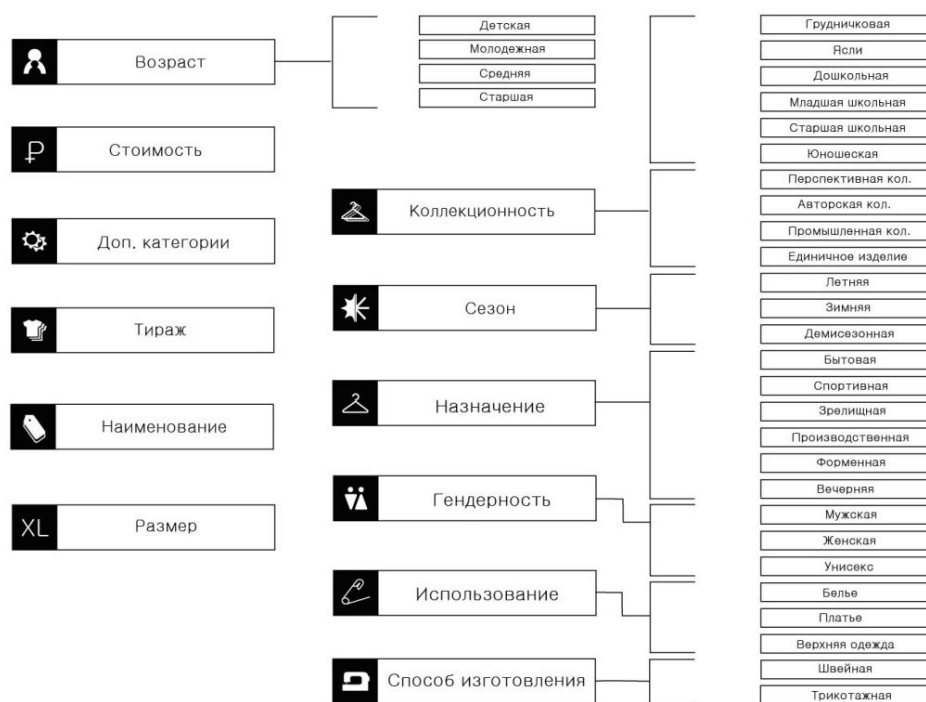 Возраст
Стоимость
Доп. категории
Тираж
Наименование
XL
Размер
Детская
Молодежная
Средняя
Старшая
Коллекционность
Сезон
Назначение
Гендерность
Использование
Способ изготовления
Грудничковая
Ясли
Дошкольная
Младшая школьная
Старшая школьная
Юношеская
Перспективная кол.
Авторская кол.
Промышленная кол.
Единичное изделие
Летняя
Зимняя
Демисезонная
Бытовая
Спортивная
Зрелищная
Производственная
Форменная
Вечерняя
Мужская
Женская
Унисекс
Белье
Платье
Верхняя одежда
Швейная
Трикотажная